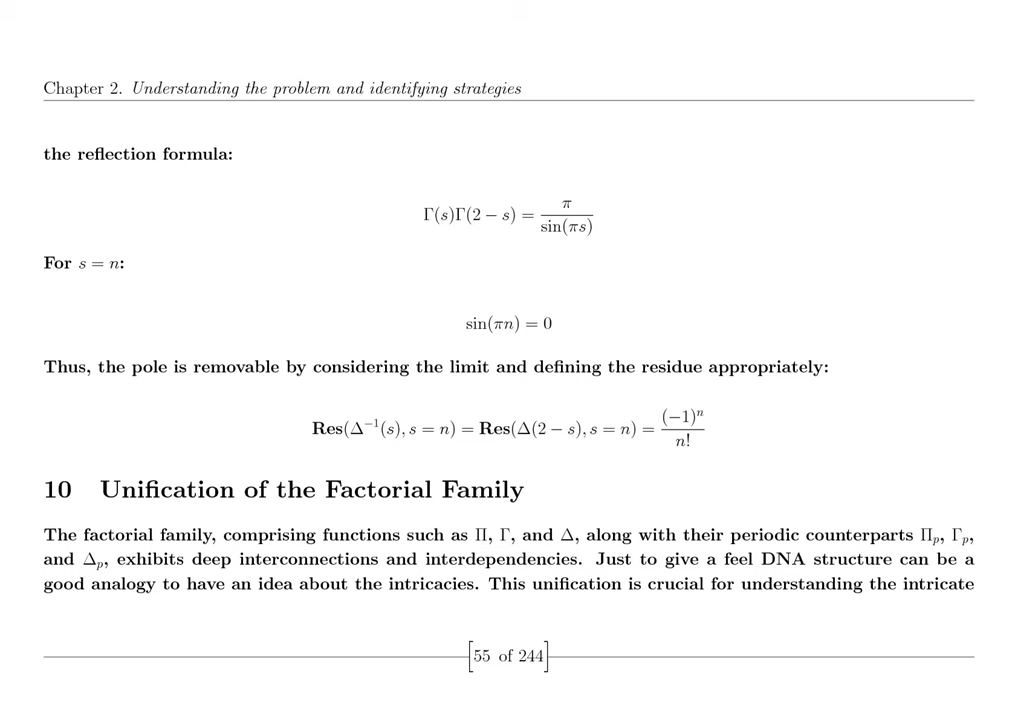 Chapter 2. Understanding the problem and identifying strategies
the reflection formula:
Γ(s)Γ(2 − s) = π / sin(πs)
For s = n:
sin(πn) = 0
Thus, the pole is removable by considering the limit and defining the residue appropriately:
Res(Δ⁻¹(s), s = n) = Res(Δ(2 − s), s = n) = (−1)ⁿ / n!
10 Unification of the Factorial Family
The factorial family, comprising functions such as Π, Γ, and Δ, along with their periodic counterparts Πₚ, Γₚ,
and Δₚ, exhibits deep interconnections and interdependencies. Just to give a feel DNA structure can be a
good analogy to have an idea about the intricacies. This unification is crucial for understanding the intricate
[55 of 244]